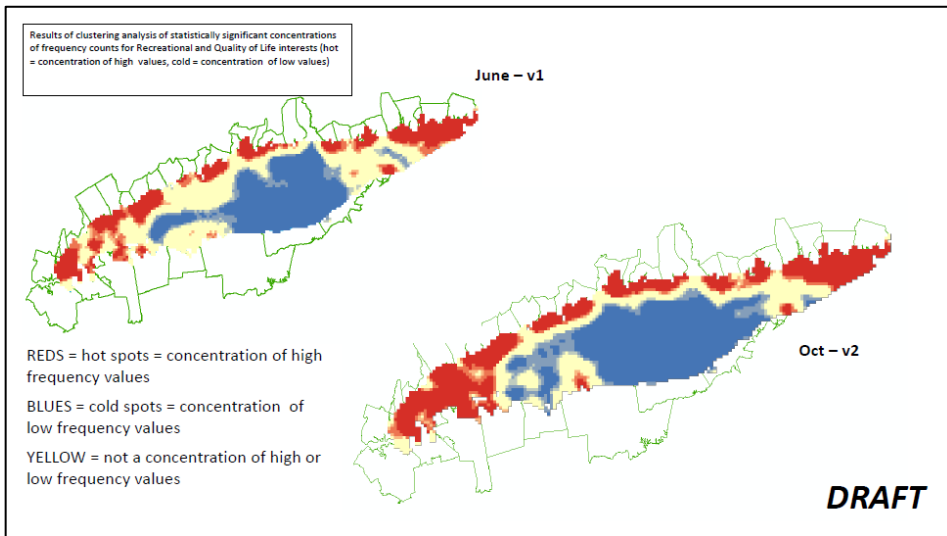 Results of clustering analysis of statistically significant concentrations
of frequency counts for Recreational and Quality of Life interests (hot
= concentration of high values, cold = concentration of low values)
June – v1
Oct – v2
REDS = hot spots = concentration of high
frequency values
BLUES = cold spots = concentration of
low frequency values
YELLOW = not a concentration of high or
low frequency values
DRAFT